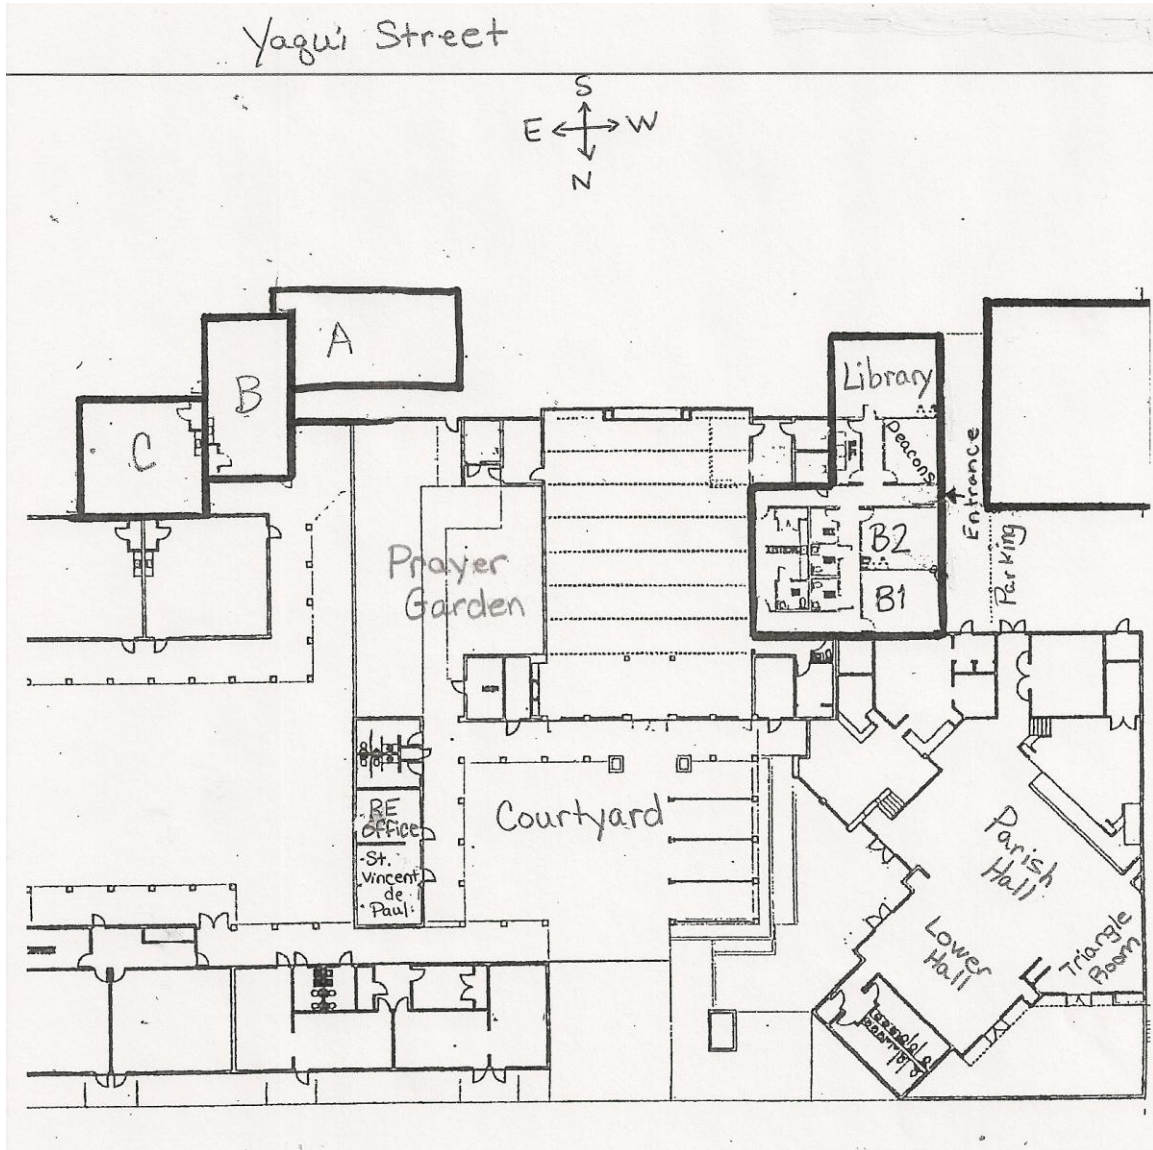 Yaqui Street
S
E W
N
A
B
C
Library
Deacons
Entrance
B2
B1
Parking
Prayer
Garden
RE
office
St.
Vincent
de
Paul
Courtyard
Parish
Hall
Lower
Hall
Triangle
Room